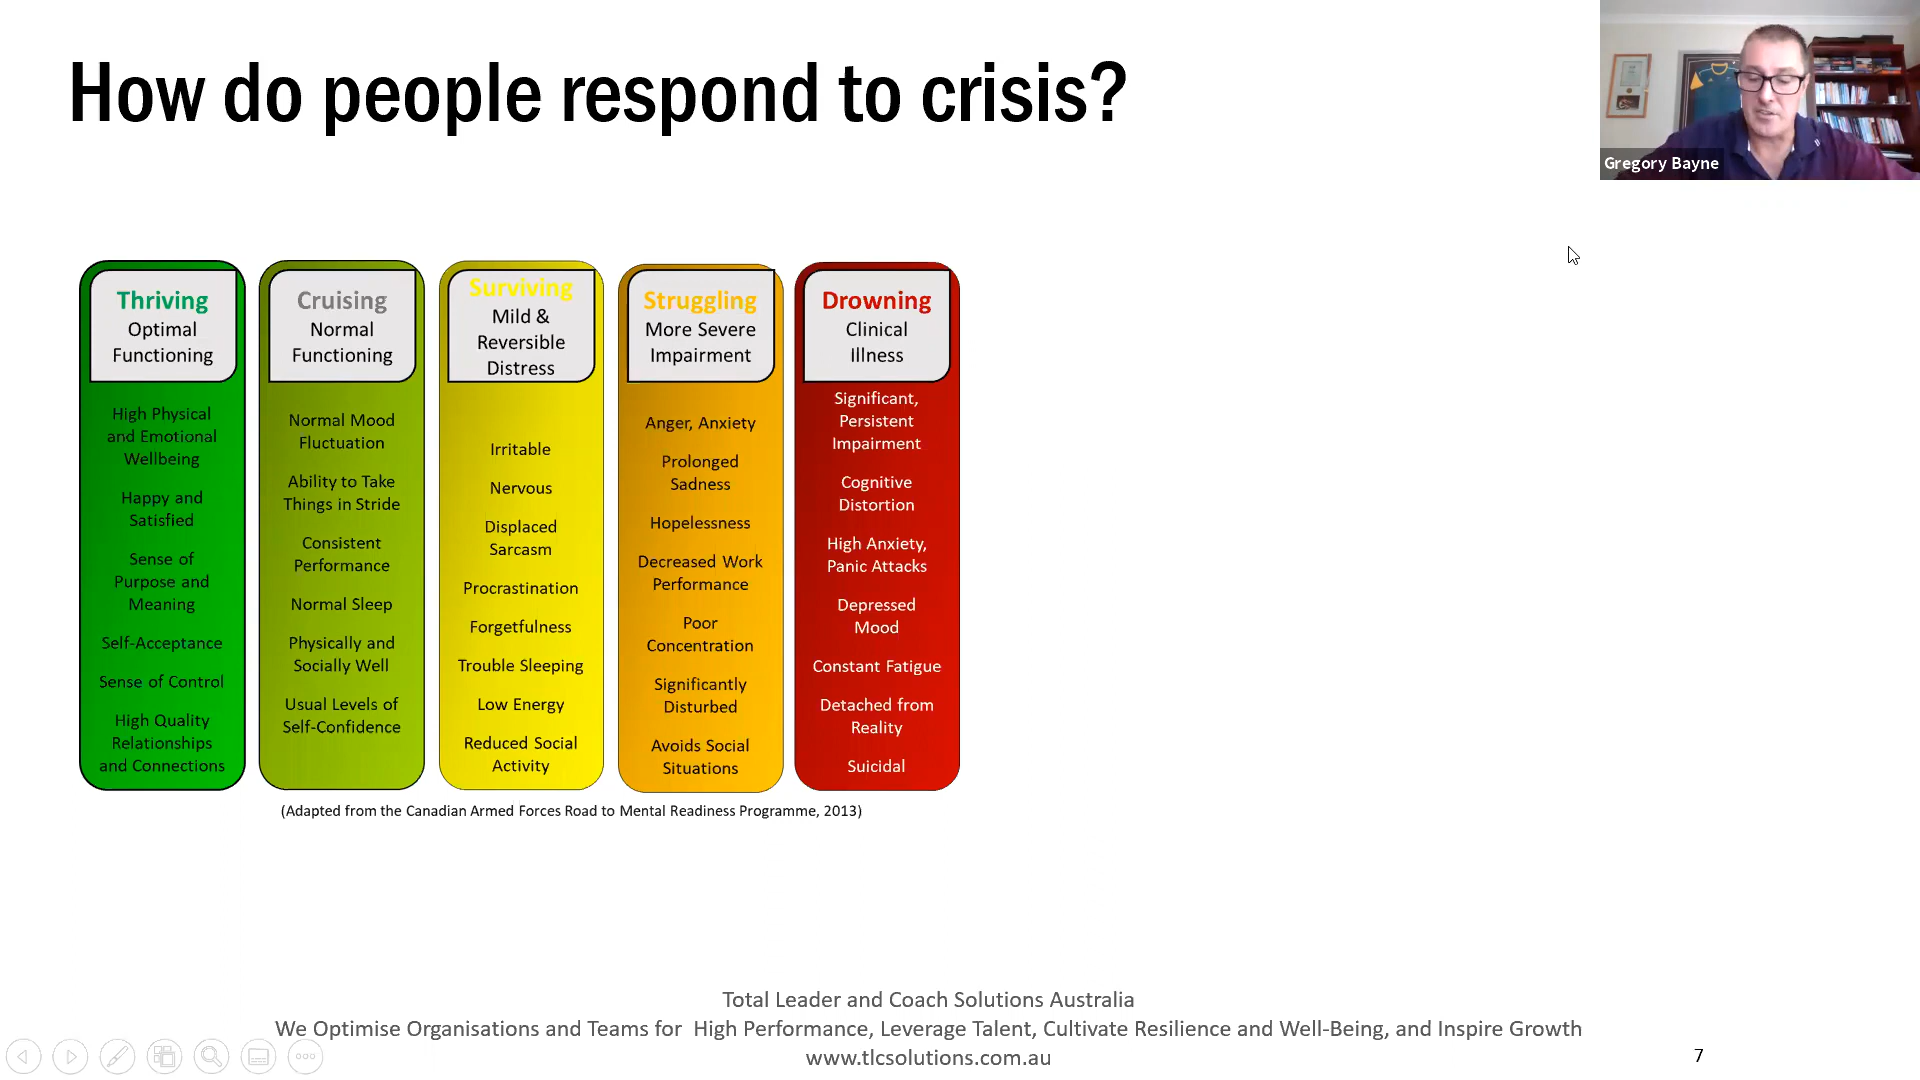 How do people respond to crisis?
Gregory Bayne
Thriving
Optimal
Functioning
High Physical
and Emotional
Wellbeing
Happy and
Satisfied
Sense of
Purpose and
Meaning
Self-Acceptance
Sense of Control
High Quality
Relationships
and Connections
Cruising
Normal
Functioning
Normal Mood
Fluctuation
Ability to Take
Things in Stride
Consistent
Performance
Normal Sleep
Physically and
Socially Well
Usual Levels of
Self-Confidence
Surviving
Mild &
Reversible
Distress
Irritable
Nervous
Displaced
Sarcasm
Procrastination
Forgetfulness
Trouble Sleeping
Low Energy
Reduced Social
Activity
Struggling
More Severe
Impairment
Anger, Anxiety
Prolonged
Sadness
Hopelessness
Decreased Work
Performance
Poor
Concentration
Significantly
Disturbed
Avoids Social
Situations
Drowning
Clinical
Illness
Significant,
Persistent
Impairment
Cognitive
Distortion
High Anxiety,
Panic Attacks
Depressed
Mood
Constant Fatigue
Detached from
Reality
Suicidal
(Adapted from the Canadian Armed Forces Road to Mental Readiness Programme, 2013)
Total Leader and Coach Solutions Australia
We Optimise Organisations and Teams for High Performance, Leverage Talent, Cultivate Resilience and Well-Being, and Inspire Growth
www.tlcsolutions.com.au
7